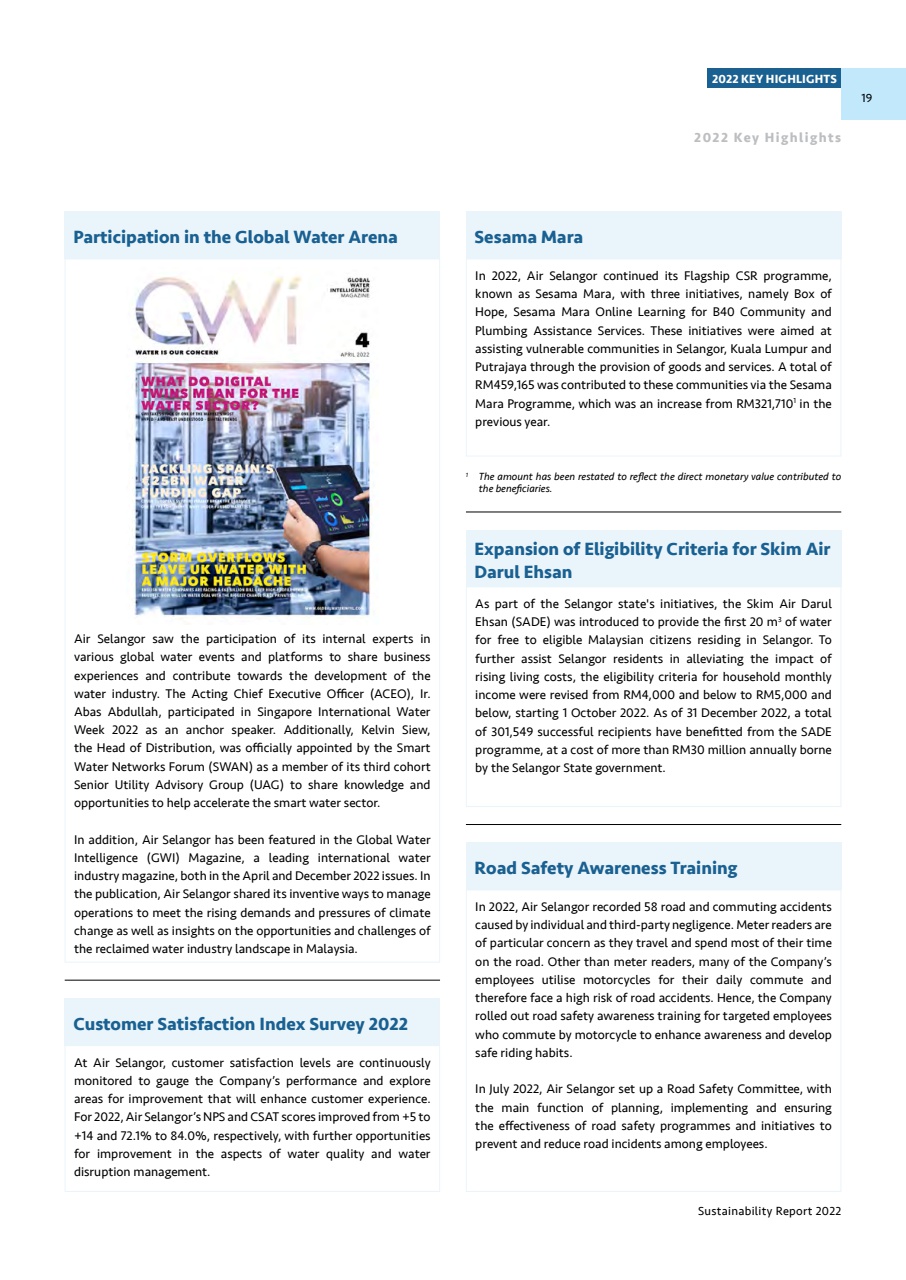 2022 KEY HIGHLIGHTS
19
2022 Key Highlights
Participation in the Global Water Arena
GWi
GLOBAL
WATER
INTELLIGENCE
MAGAZINE
4
APRIL 2022
WATER IS OUR CONCERN
WHAT DO DIGITAL
TWINS MEAN FOR THE
WATER SECTOR?
TACKLING SPAIN'S
€25BN WATER
FUNDING GAP
STORM OVERFLOWS
LEAVE UK WATER WITH
A MAJOR HEADACHE
Air Selangor saw the participation of its internal experts in
various global water events and platforms to share business
experiences and contribute towards the development of the
water industry. The Acting Chief Executive Officer (ACEO), Ir.
Abas Abdullah, participated in Singapore International Water
Week 2022 as an anchor speaker. Additionally, Kelvin Siew,
the Head of Distribution, was officially appointed by the Smart
Water Networks Forum (SWAN) as a member of its third cohort
Senior Utility Advisory Group (UAG) to share knowledge and
opportunities to help accelerate the smart water sector.
In addition, Air Selangor has been featured in the Global Water
Intelligence (GWI) Magazine, a leading international water
industry magazine, both in the April and December 2022 issues. In
the publication, Air Selangor shared its inventive ways to manage
operations to meet the rising demands and pressures of climate
change as well as insights on the opportunities and challenges of
the reclaimed water industry landscape in Malaysia.
Customer Satisfaction Index Survey 2022
At Air Selangor, customer satisfaction levels are continuously
monitored to gauge the Company's performance and explore
areas for improvement that will enhance customer experience.
For 2022, Air Selangor's NPS and CSAT scores improved from +5 to
+14 and 72.1% to 84.0%, respectively, with further opportunities
for improvement in the aspects of water quality and water
disruption management.
Sesama Mara
In 2022, Air Selangor continued its Flagship CSR programme,
known as Sesama Mara, with three initiatives, namely Box of
Hope, Sesama Mara Online Learning for B40 Community and
Plumbing Assistance Services. These initiatives were aimed at
assisting vulnerable communities in Selangor, Kuala Lumpur and
Putrajaya through the provision of goods and services. A total of
RM459,165 was contributed to these communities via the Sesama
Mara Programme, which was an increase from RM321,710¹ in the
previous year.
¹ The amount has been restated to reflect the direct monetary value contributed to
the beneficiaries.
Expansion of Eligibility Criteria for Skim Air
Darul Ehsan
As part of the Selangor state's initiatives, the Skim Air Darul
Ehsan (SADE) was introduced to provide the first 20 m³ of water
for free to eligible Malaysian citizens residing in Selangor. To
further assist Selangor residents in alleviating the impact of
rising living costs, the eligibility criteria for household monthly
income were revised from RM4,000 and below to RM5,000 and
below, starting 1 October 2022. As of 31 December 2022, a total
of 301,549 successful recipients have benefitted from the SADE
programme, at a cost of more than RM30 million annually borne
by the Selangor State government.
Road Safety Awareness Training
In 2022, Air Selangor recorded 58 road and commuting accidents
caused by individual and third-party negligence. Meter readers are
of particular concern as they travel and spend most of their time
on the road. Other than meter readers, many of the Company's
employees utilise motorcycles for their daily commute and
therefore face a high risk of road accidents. Hence, the Company
rolled out road safety awareness training for targeted employees
who commute by motorcycle to enhance awareness and develop
safe riding habits.
In July 2022, Air Selangor set up a Road Safety Committee, with
the main function of planning, implementing and ensuring
the effectiveness of road safety programmes and initiatives to
prevent and reduce road incidents among employees.
Sustainability Report 2022